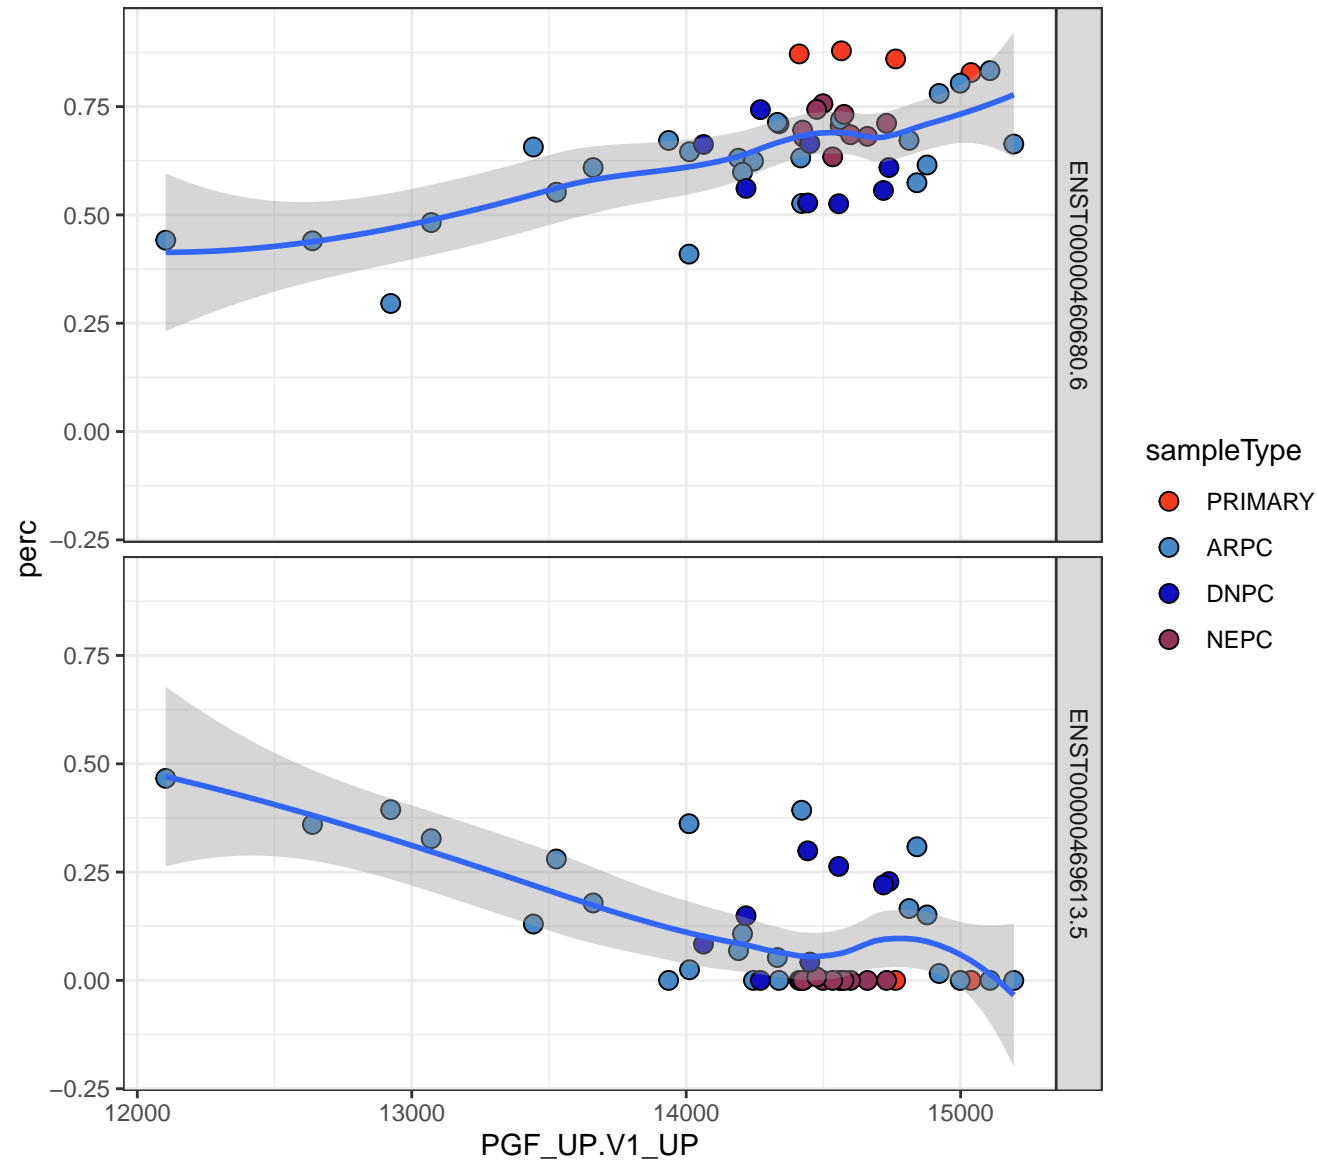 0.75
0.50
0.25
0.00
−0.25
ENST00000460680.6
0.75
0.50
0.25
0.00
−0.25
ENST00000469613.5
12000 13000 14000 15000
PGF_UP.V1_UP
perc
sampleType
PRIMARY
ARPC
DNPC
NEPC